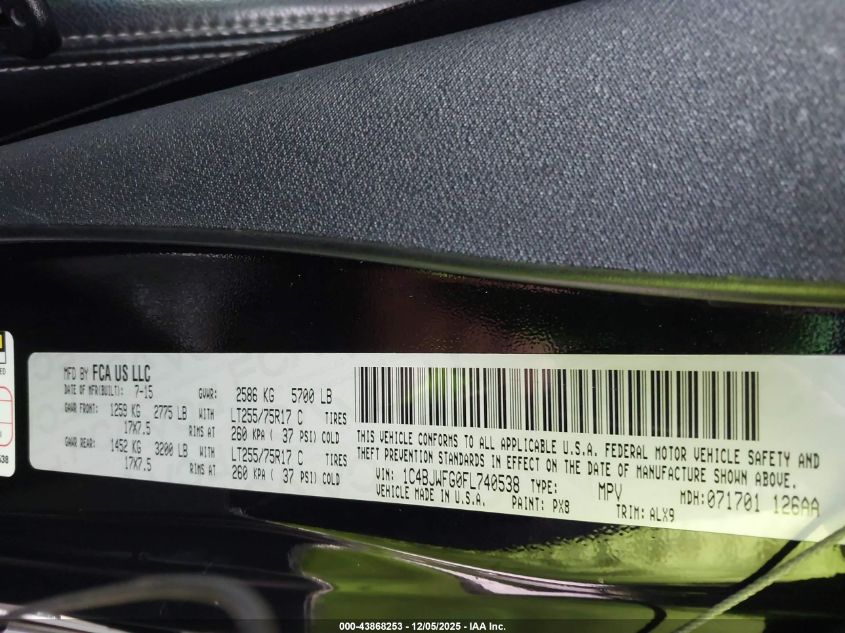 MFD BY FCA US LLC
DATE OF MFR(BUILT): 7-15 GVWR: 2586 KG 5700 LB
GAWR FRONT: 1259 KG 2775 LB WITH LT255/75R17 C TIRES
17X7.5 RIMS AT 260 KPA ( 37 PSI) COLD
GAWR REAR: 1452 KG 3200 LB WITH LT255/75R17 C TIRES
17X7.5 RIMS AT 260 KPA ( 37 PSI) COLD
THIS VEHICLE CONFORMS TO ALL APPLICABLE U.S.A. FEDERAL MOTOR VEHICLE SAFETY AND
THEFT PREVENTION STANDARDS IN EFFECT ON THE DATE OF MANUFACTURE SHOWN ABOVE.
VIN: 1C4BJWFG0FL740538 TYPE: MPV MDH: 071701 126AA
VEHICLE MADE IN U.S.A. PAINT: PX8 TRIM: ALX9
538
000-43868253 - 12/05/2025 - IAA Inc.